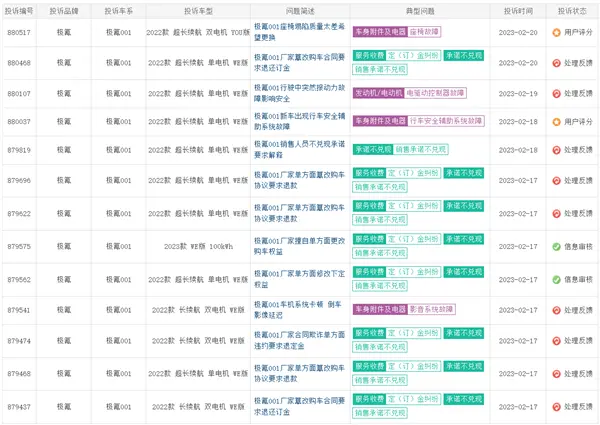 投诉编号 投诉品牌 投诉车系 投诉车型 问题简述 典型问题 投诉时间 投诉状态
880517 极氪 极氪001 2022款 超长续航 双电机 YOU版 极氪001座椅塌陷质量太差希望更换 车身附件及电器 座椅故障 2023-02-20 用户评分
880468 极氪 极氪001 2022款 超长续航 单电机 WE版 极氪001厂家篡改购车合同要求退还订金 服务收费 定（订）金纠纷 承诺不兑现 销售承诺不兑现 2023-02-20 处理反馈
880107 极氪 极氪001 2022款 超长续航 单电机 WE版 极氪001行驶中突然报动力故障影响安全 发动机/电动机 电驱动控制器故障 2023-02-19 处理反馈
880037 极氪 极氪001 2022款 超长续航 单电机 WE版 极氪001新车出现行车安全辅助系统故障 车身附件及电器 行车安全辅助系统故障 2023-02-18 用户评分
879819 极氪 极氪001 2022款 超长续航 单电机 WE版 极氪001销售人员不兑现承诺要求解释 承诺不兑现 销售承诺不兑现 2023-02-18 处理反馈
879696 极氪 极氪001 2022款 超长续航 单电机 WE版 极氪001厂家单方面篡改购车协议要求退款 服务收费 定（订）金纠纷 承诺不兑现 销售承诺不兑现 2023-02-17 处理反馈
879622 极氪 极氪001 2022款 超长续航 单电机 WE版 极氪001厂家单方面篡改购车协议要求退款 服务收费 定（订）金纠纷 承诺不兑现 销售承诺不兑现 2023-02-17 处理反馈
879575 极氪 极氪001 2023款 WE版 100kWh 极氪001厂家擅自单方面更改购车权益 服务收费 定（订）金纠纷 承诺不兑现 销售承诺不兑现 2023-02-17 信息审核
879562 极氪 极氪001 2022款 超长续航 单电机 WE版 极氪001厂家单方面修改下定权益 服务收费 定（订）金纠纷 承诺不兑现 销售承诺不兑现 2023-02-17 信息审核
879541 极氪 极氪001 2022款 长续航 双电机 WE版 极氪001车机系统卡顿 倒车影像延迟 车身附件及电器 影音系统故障 2023-02-17 处理反馈
879474 极氪 极氪001 2022款 长续航 双电机 WE版 极氪001厂家合同欺诈单方面违约要求退定金 服务收费 定（订）金纠纷 承诺不兑现 销售承诺不兑现 2023-02-17 处理反馈
879468 极氪 极氪001 2022款 超长续航 单电机 WE版 极氪001厂家单方面篡改购车协议要求退款 服务收费 定（订）金纠纷 承诺不兑现 销售承诺不兑现 2023-02-17 处理反馈
879437 极氪 极氪001 2022款 长续航 双电机 WE版 极氪001厂家篡改购车合同要求退还订金 服务收费 定（订）金纠纷 承诺不兑现 销售承诺不兑现 2023-02-17 处理反馈